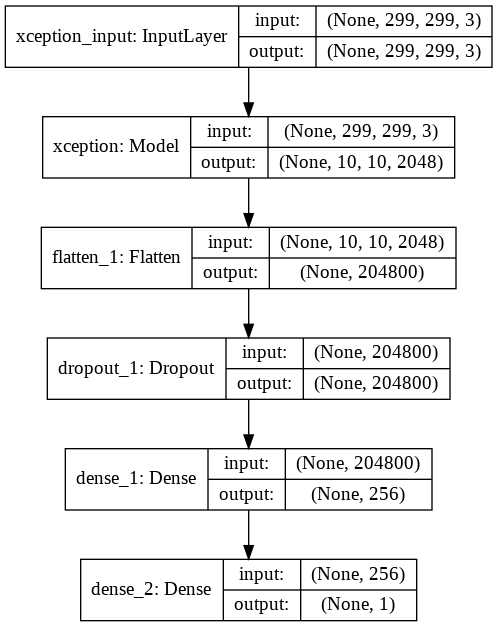 xception_input: InputLayer
input: (None, 299, 299, 3)
output: (None, 299, 299, 3)
xception: Model
input: (None, 299, 299, 3)
output: (None, 10, 10, 2048)
flatten_1: Flatten
input: (None, 10, 10, 2048)
output: (None, 204800)
dropout_1: Dropout
input: (None, 204800)
output: (None, 204800)
dense_1: Dense
input: (None, 204800)
output: (None, 256)
dense_2: Dense
input: (None, 256)
output: (None, 1)